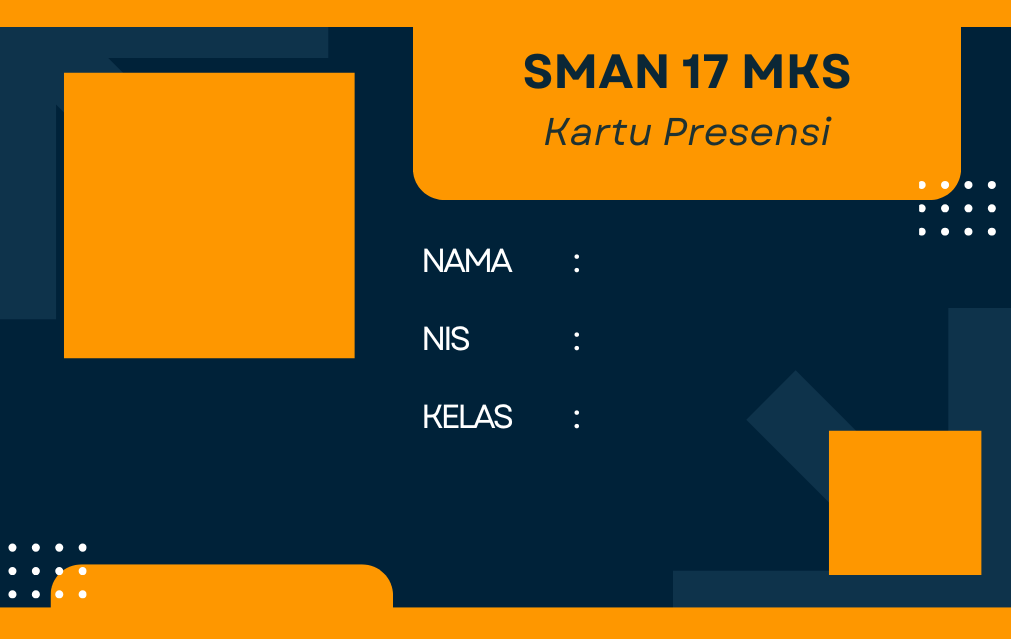 SMAN 17 MKS
Kartu Presensi
NAMA :
NIS :
KELAS :